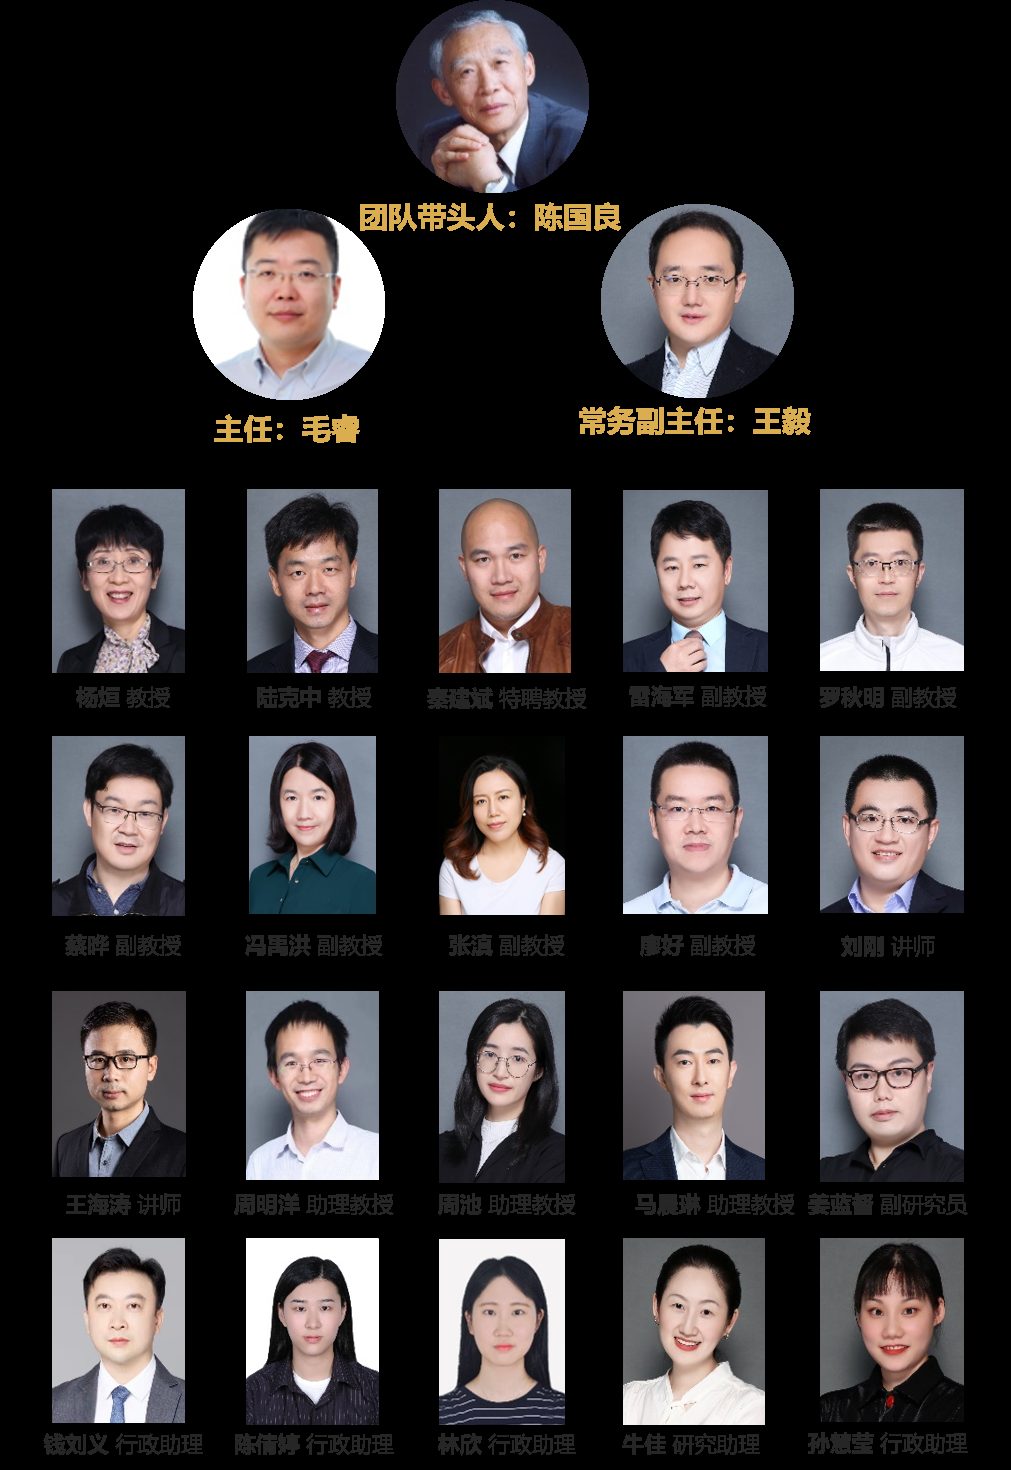 团队带头人：陈国良
主任：毛睿
常务副主任：王毅
杨烜 教授
陆克中 教授
秦建斌 特聘教授
雷海军 副教授
罗秋明 副教授
蔡晔 副教授
冯禹洪 副教授
张滇 副教授
廖好 副教授
刘刚 讲师
王海涛 讲师
周明洋 助理教授
周池 助理教授
马晨琳 助理教授
姜蓝督 副研究员
钱刘义 行政助理
陈倩婷 行政助理
林欣 行政助理
牛佳 研究助理
孙慧莹 行政助理